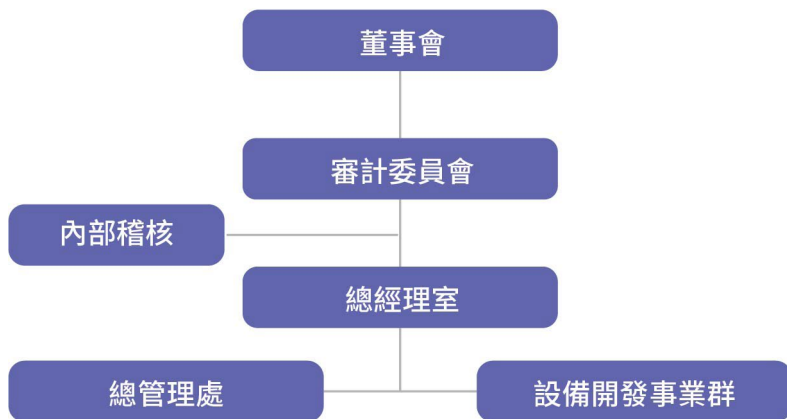 董事會
審計委員會
內部稽核
總經理室
總管理處
設備開發事業群